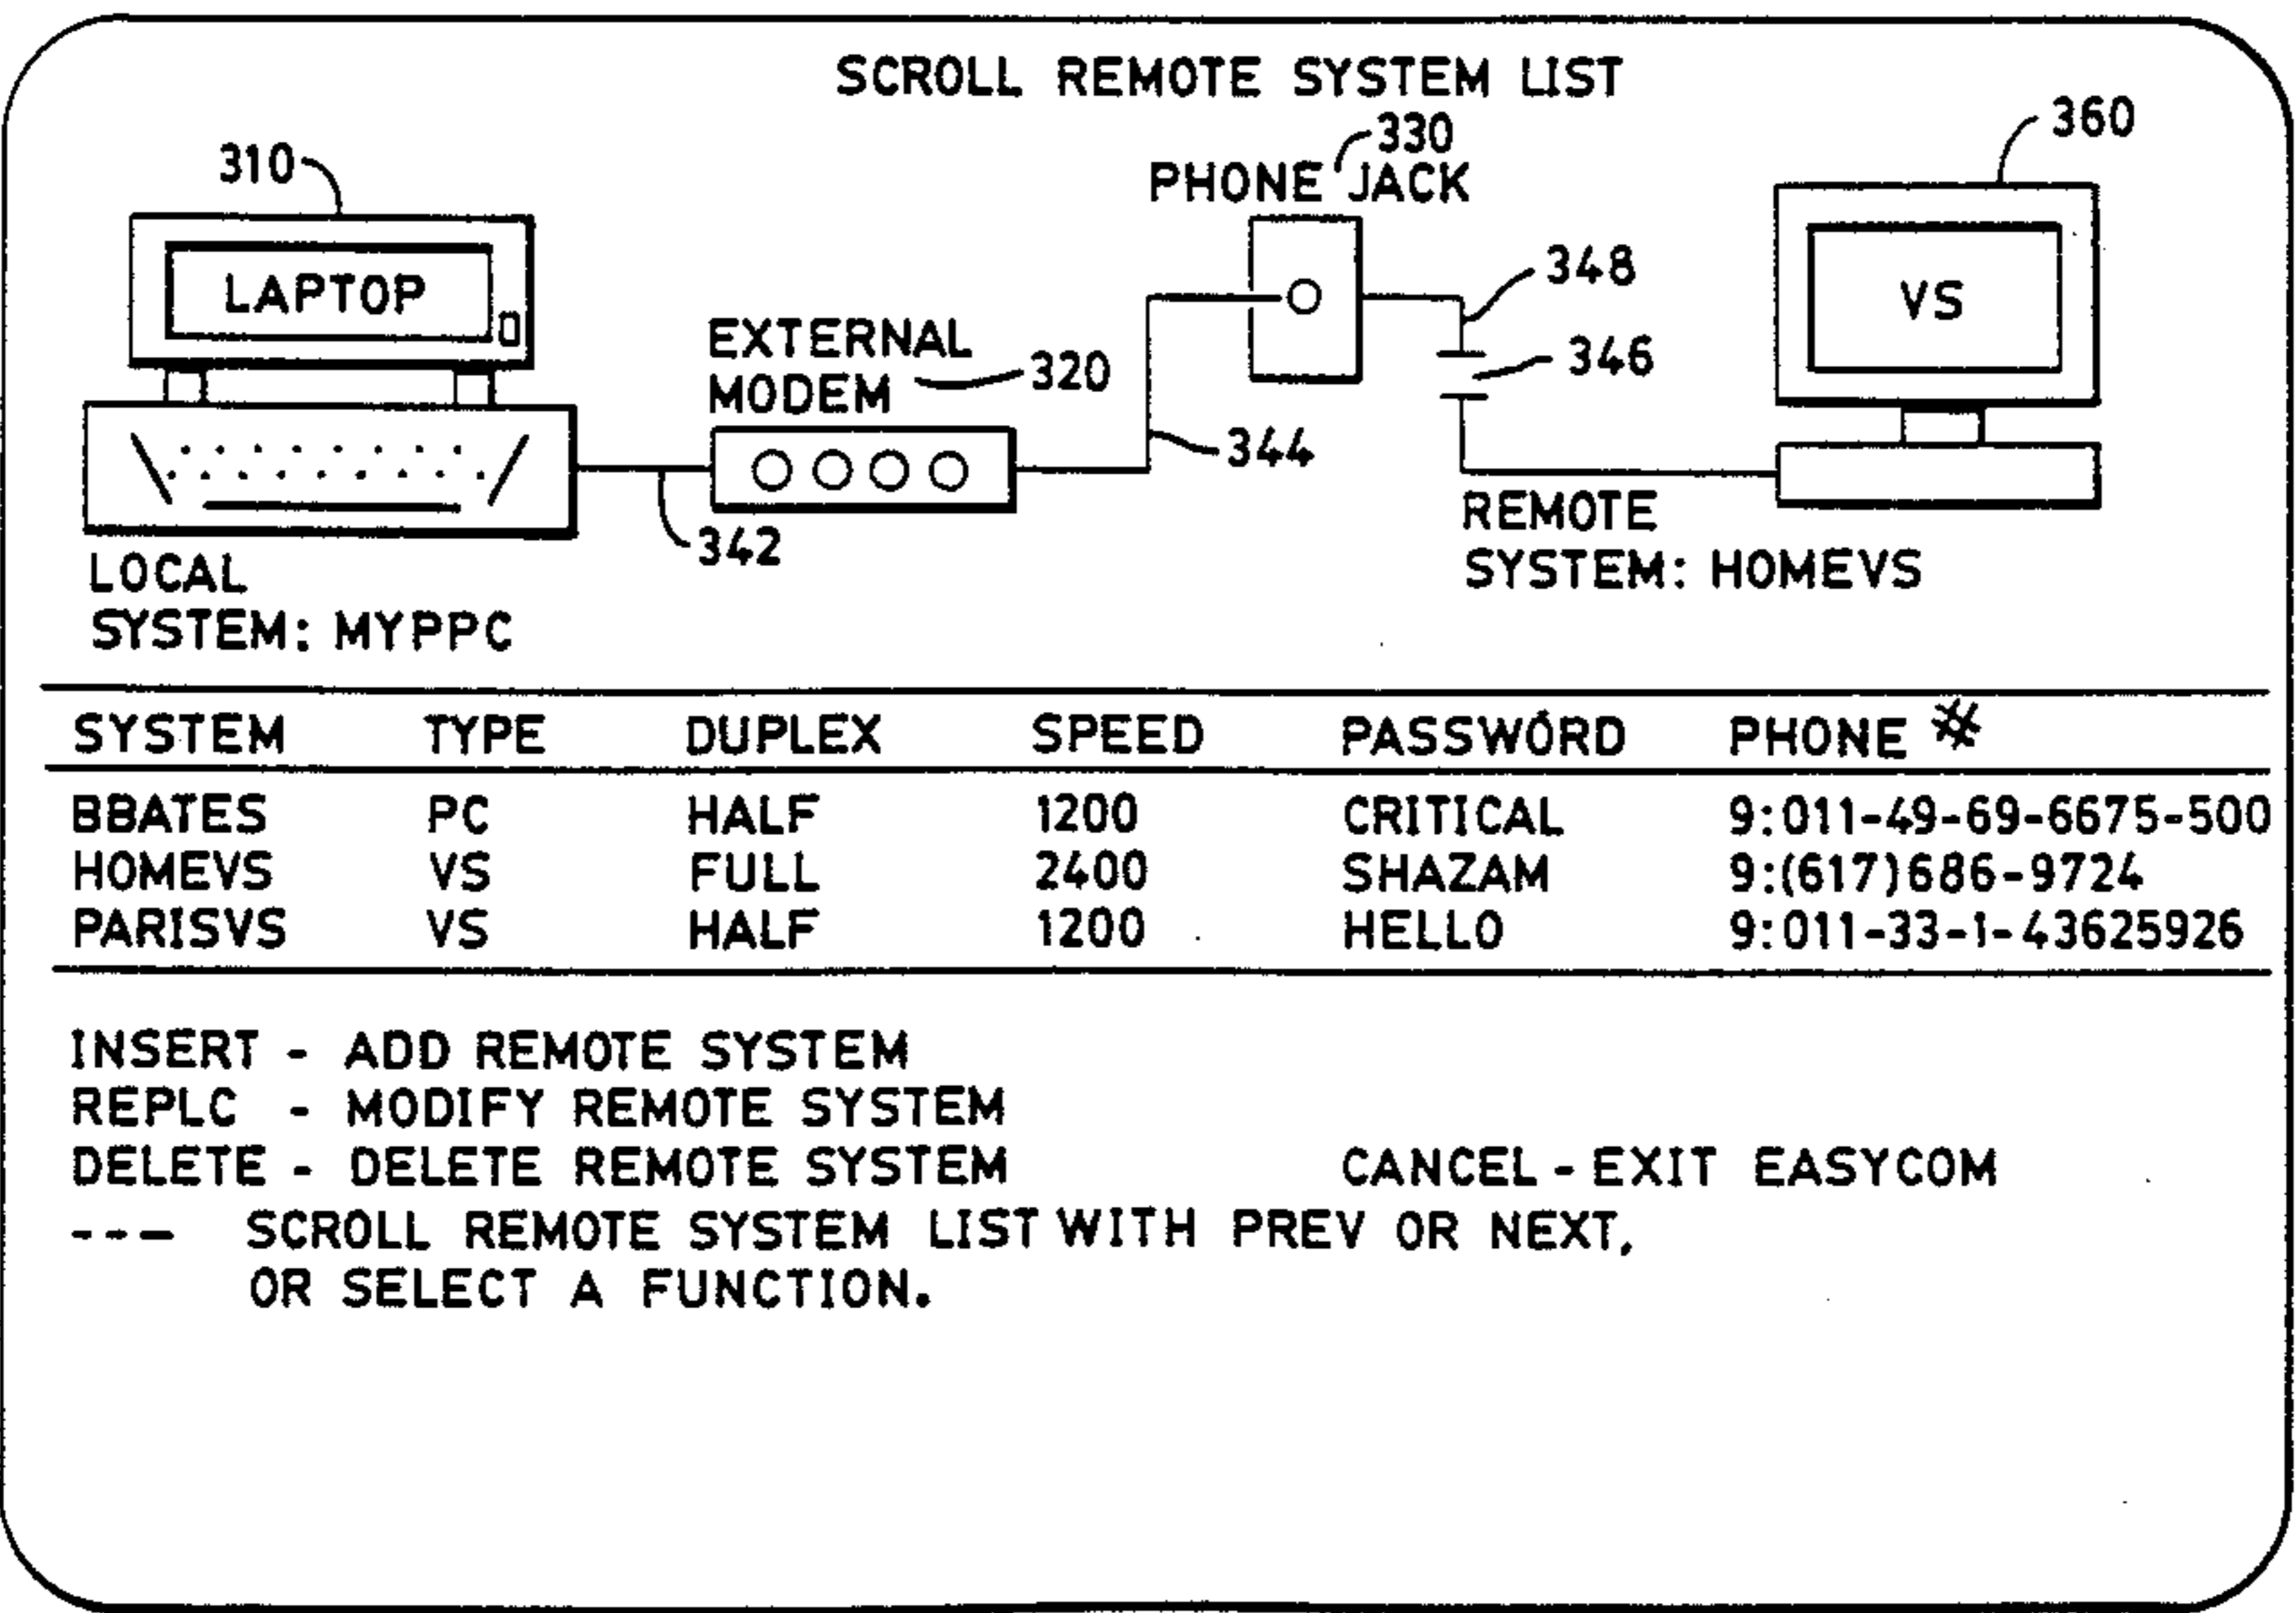 SCROLL REMOTE SYSTEM LIST
330
PHONE JACK
360
310
LAPTOP
VS
348
EXTERNAL
MODEM
320
346
344
342
LOCAL
SYSTEM: MYPPC
REMOTE
SYSTEM: HOMEVS
SYSTEM TYPE DUPLEX SPEED PASSWORD PHONE #
BBATES PC HALF 1200 CRITICAL 9:011-49-69-6675-500
HOMEVS VS FULL 2400 SHAZAM 9:(617)686-9724
PARISVS VS HALF 1200 HELLO 9:011-33-1-43625926
INSERT - ADD REMOTE SYSTEM
REPLC - MODIFY REMOTE SYSTEM
DELETE - DELETE REMOTE SYSTEM CANCEL - EXIT EASYCOM
--- SCROLL REMOTE SYSTEM LIST WITH PREV OR NEXT,
OR SELECT A FUNCTION.